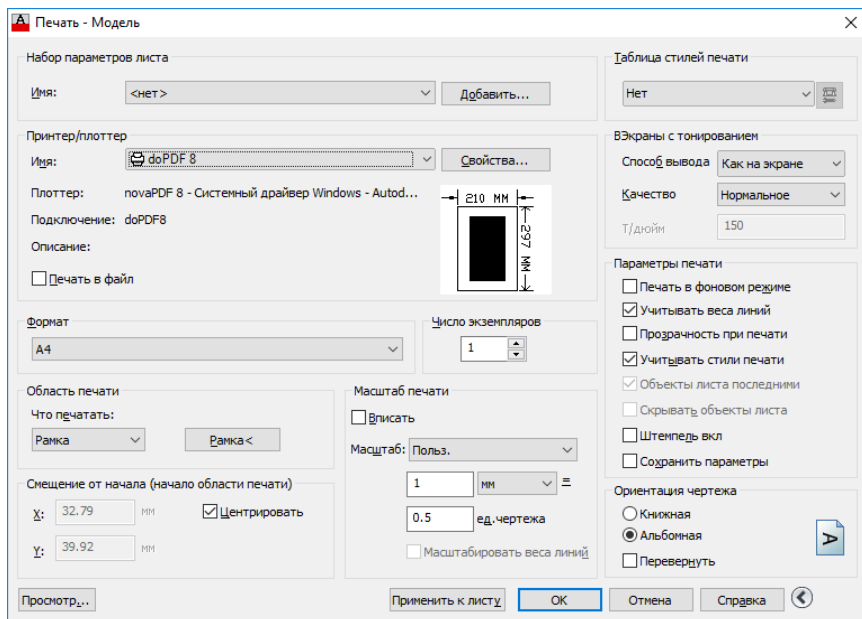 Печать - Модель
Набор параметров листа
Имя:
<нет>
Добавить...
Принтер/плоттер
Имя:
doPDF 8
Свойства...
Плоттер:
novaPDF 8 - Системный драйвер Windows - Autod...
Подключение:
doPDF8
Описание:
Печать в файл
210 MM
297 MM
Формат
A4
Число экземпляров
1
Область печати
Что печатать:
Рамка
Рамка<
Масштаб печати
Вписать
Масштаб:
Польз.
1
мм
=
0.5
ед.чертежа
Масштабировать веса линий
Смещение от начала (начало области печати)
X:
32.79
мм
Центрировать
Y:
39.92
мм
Таблица стилей печати
Нет
ВЭкраны с тонированием
Способ вывода
Как на экране
Качество
Нормальное
Т/дюйм
150
Параметры печати
Печать в фоновом режиме
Учитывать веса линий
Прозрачность при печати
Учитывать стили печати
Объекты листа последними
Скрывать объекты листа
Штемпель вкл
Сохранить параметры
Ориентация чертежа
Книжная
Альбомная
Перевернуть
A
Просмотр...
Применить к листу
ОК
Отмена
Справка